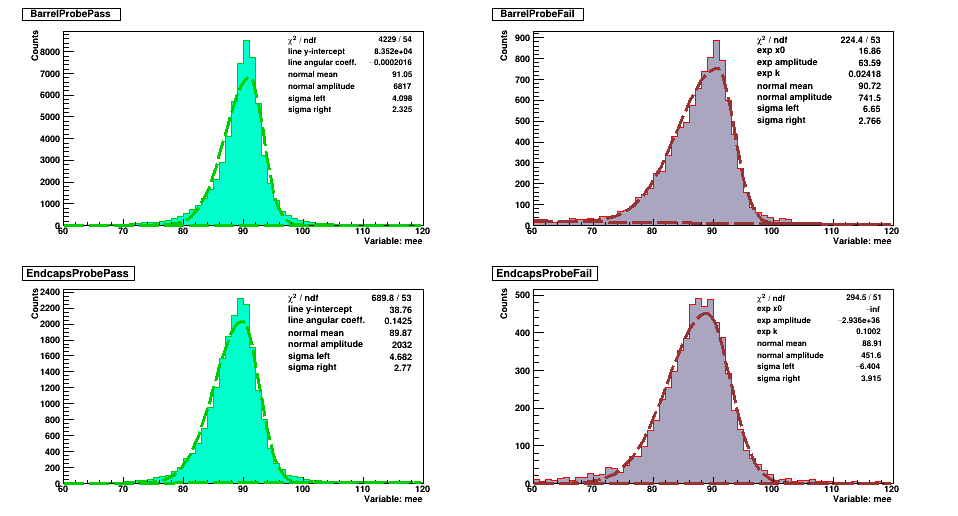 BarrelProbePass
Counts
χ² / ndf 4229 / 54
line y-intercept 8.352e+04
line angular coeff. −0.0002016
normal mean 91.05
normal amplitude 6817
sigma left 4.098
sigma right 2.325
8000
7000
6000
5000
4000
3000
2000
1000
0
60 70 80 90 100 110 120
Variable: mee
BarrelProbeFail
Counts
χ² / ndf 224.4 / 53
exp x0 16.86
exp amplitude 63.59
exp k 0.02418
normal mean 90.72
normal amplitude 741.5
sigma left 6.65
sigma right 2.766
900
800
700
600
500
400
300
200
100
0
60 70 80 90 100 110 120
Variable: mee
EndcapsProbePass
Counts
χ² / ndf 689.8 / 53
line y-intercept 38.76
line angular coeff. 0.1425
normal mean 89.87
normal amplitude 2032
sigma left 4.682
sigma right 2.77
2400
2200
2000
1800
1600
1400
1200
1000
800
600
400
200
0
60 70 80 90 100 110 120
Variable: mee
EndcapsProbeFail
Counts
χ² / ndf 294.5 / 51
exp x0 −inf
exp amplitude −2.936e+36
exp k 0.1002
normal mean 88.91
normal amplitude 451.6
sigma left −6.404
sigma right 3.915
500
400
300
200
100
0
60 70 80 90 100 110 120
Variable: mee